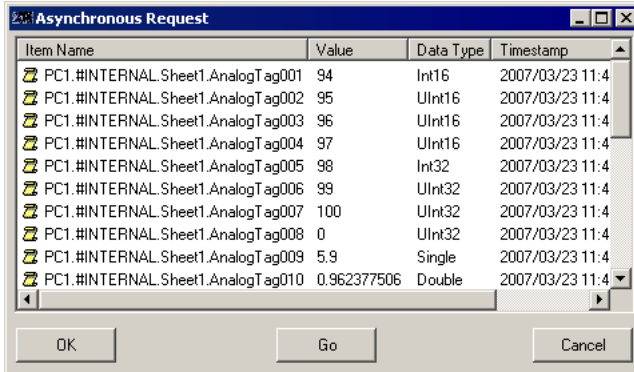 Asynchronous Request
Item Name Value Data Type Timestamp
PC1.#INTERNAL.Sheet1.AnalogTag001 94 Int16 2007/03/23 11:4
PC1.#INTERNAL.Sheet1.AnalogTag002 95 UInt16 2007/03/23 11:4
PC1.#INTERNAL.Sheet1.AnalogTag003 96 UInt16 2007/03/23 11:4
PC1.#INTERNAL.Sheet1.AnalogTag004 97 UInt16 2007/03/23 11:4
PC1.#INTERNAL.Sheet1.AnalogTag005 98 Int32 2007/03/23 11:4
PC1.#INTERNAL.Sheet1.AnalogTag006 99 UInt32 2007/03/23 11:4
PC1.#INTERNAL.Sheet1.AnalogTag007 100 UInt32 2007/03/23 11:4
PC1.#INTERNAL.Sheet1.AnalogTag008 0 UInt32 2007/03/23 11:4
PC1.#INTERNAL.Sheet1.AnalogTag009 5.9 Single 2007/03/23 11:4
PC1.#INTERNAL.Sheet1.AnalogTag010 0.962377506 Double 2007/03/23 11:4
OK Go Cancel